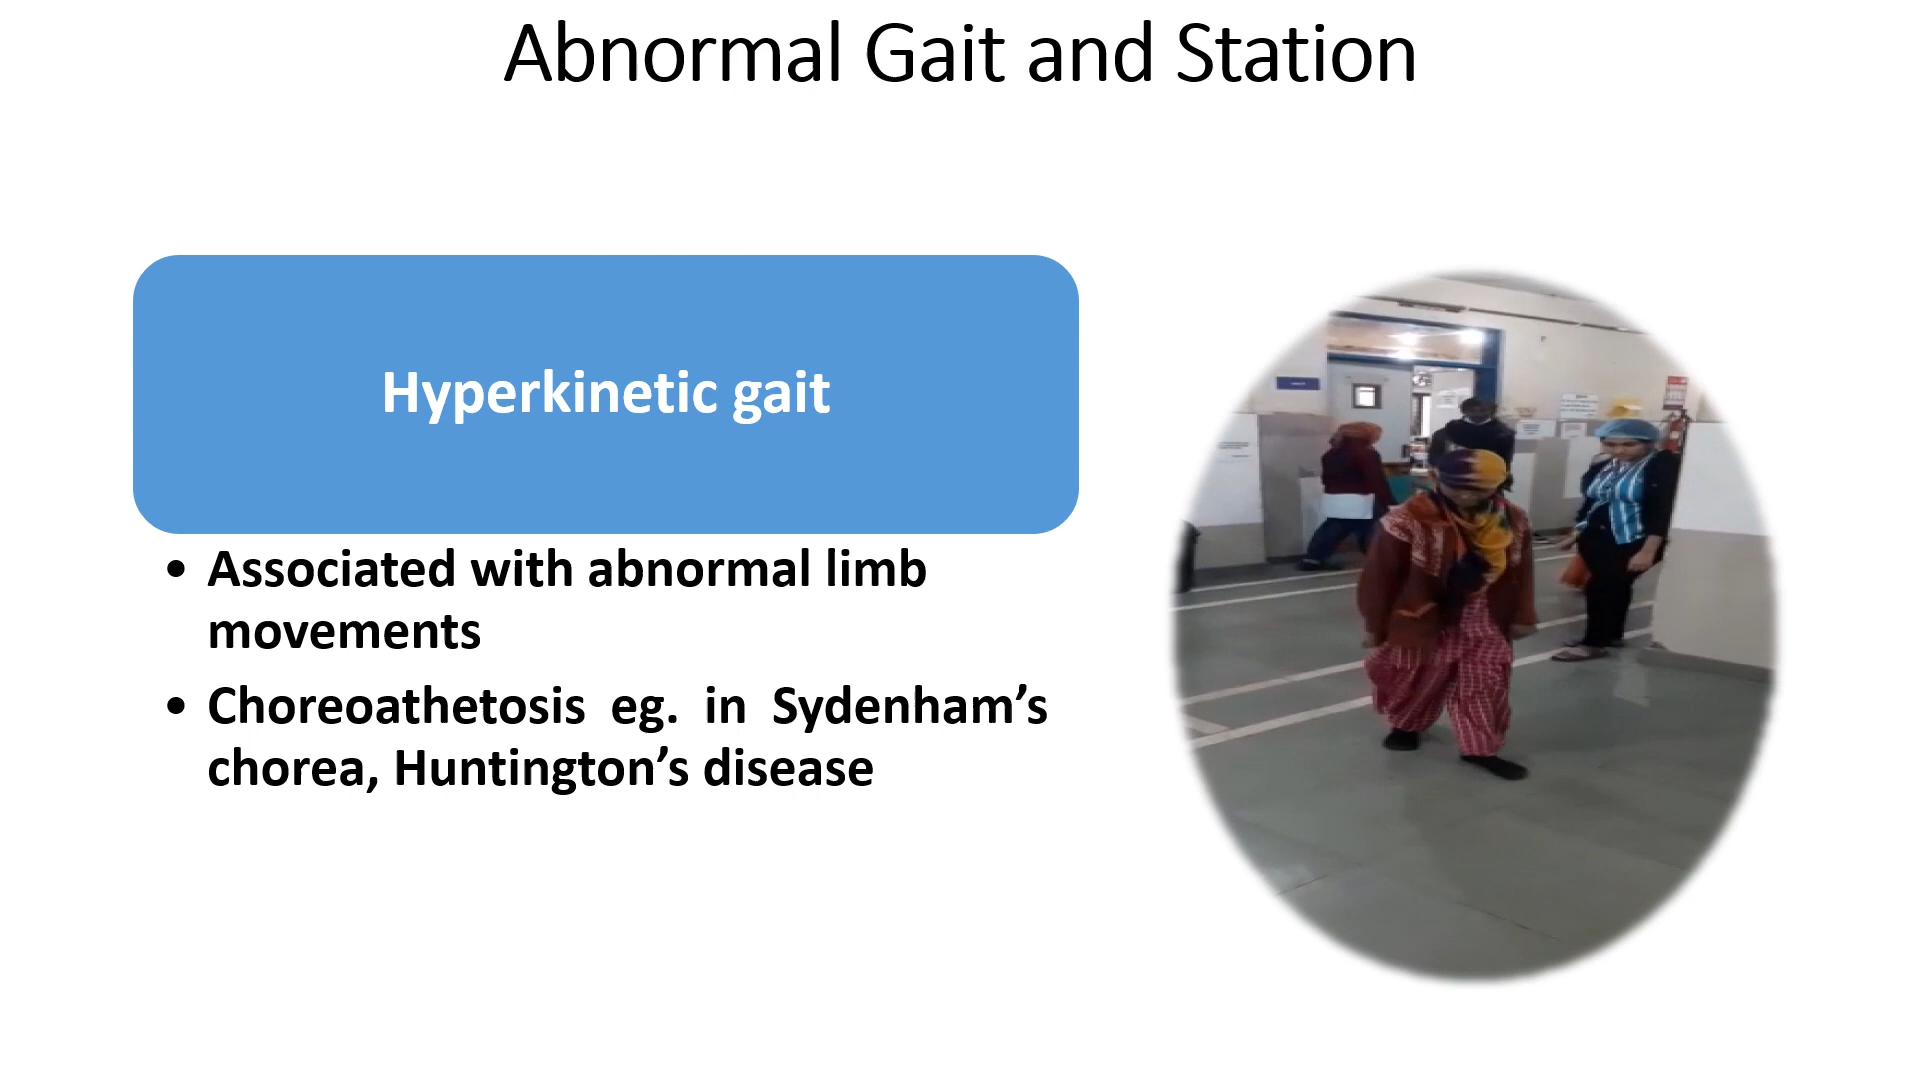 Abnormal Gait and Station
Hyperkinetic gait
• Associated with abnormal limb
movements
• Choreoathetosis eg. in Sydenham’s
chorea, Huntington’s disease